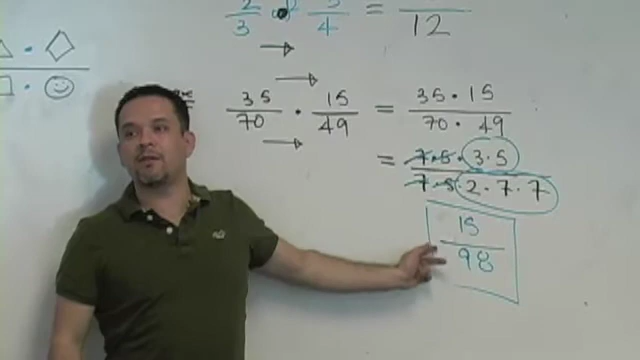 2/3 · 5/4 = /12
35/70 · 15/49 = 35 · 15/70 · 49
= 7 · 5 · 3 · 5/7 · 5 · 2 · 7 · 7
15/98